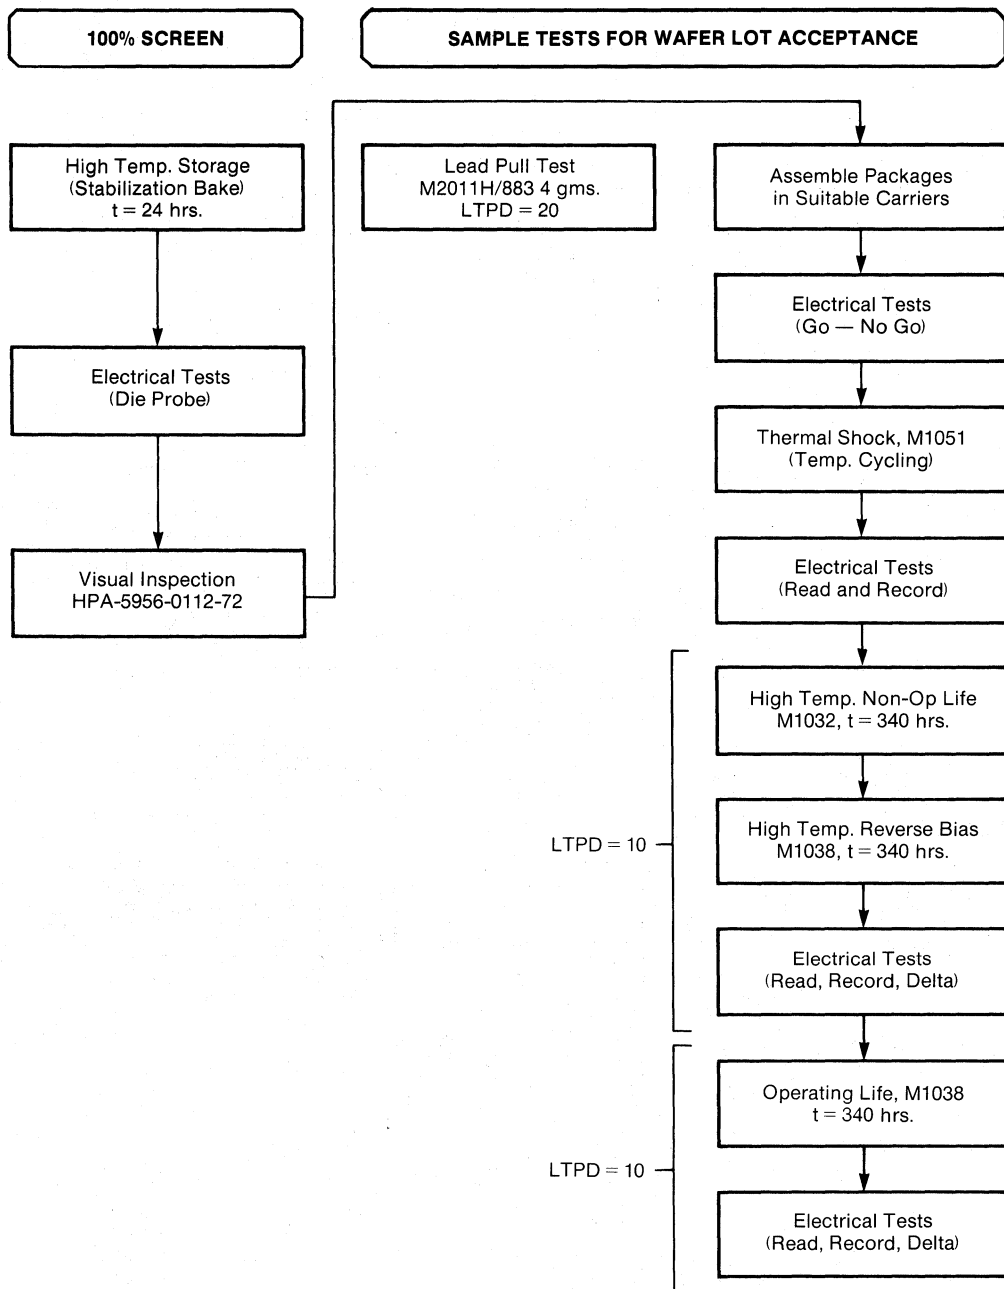 100% SCREEN
SAMPLE TESTS FOR WAFER LOT ACCEPTANCE
High Temp. Storage
(Stabilization Bake)
t = 24 hrs.
Electrical Tests
(Die Probe)
Visual Inspection
HPA-5956-0112-72
Lead Pull Test
M2011H/883 4 gms.
LTPD = 20
Assemble Packages
in Suitable Carriers
Electrical Tests
(Go — No Go)
Thermal Shock, M1051
(Temp. Cycling)
Electrical Tests
(Read and Record)
LTPD = 10
High Temp. Non-Op Life
M1032, t = 340 hrs.
High Temp. Reverse Bias
M1038, t = 340 hrs.
Electrical Tests
(Read, Record, Delta)
LTPD = 10
Operating Life, M1038
t = 340 hrs.
Electrical Tests
(Read, Record, Delta)